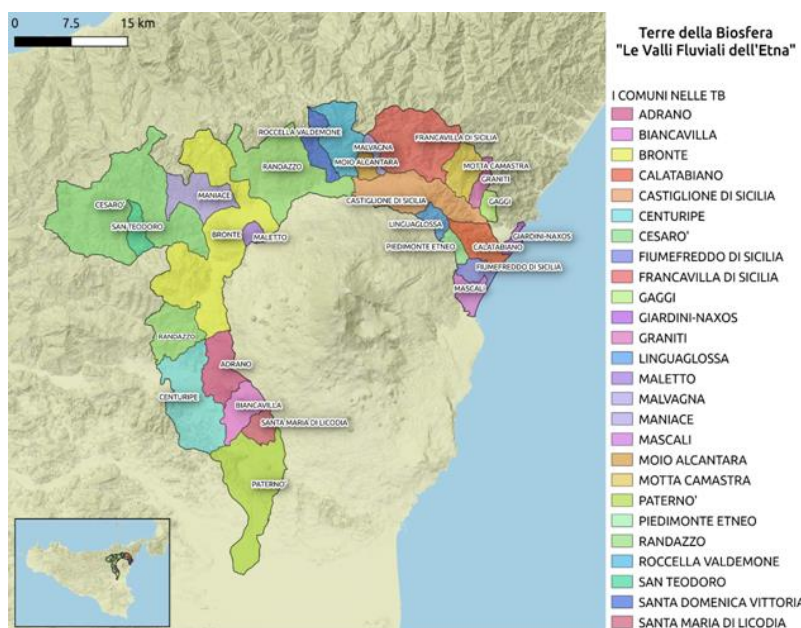 0 7.5 15 km
Terre della Biosfera
"Le Valli Fluviali dell'Etna"
I COMUNI NELLE TB
ADRANO
BIANCAVILLA
BRONTE
CALATABIANO
CASTIGLIONE DI SICILIA
CENTURIPE
CESARO'
FIUMEFREDDO DI SICILIA
FRANCAVILLA DI SICILIA
GAGGI
GIARDINI-NAXOS
GRANITI
LINGUAGLOSSA
MALETTO
MALVAGNA
MANIACE
MASCALI
MOIO ALCANTARA
MOTTA CAMASTRA
PATERNO'
PIEDIMONTE ETNEO
RANDAZZO
ROCCELLA VALDEMONE
SAN TEODORO
SANTA DOMENICA VITTORIA
SANTA MARIA DI LICODIA
ROCCELLA VALDEMONE
FRANCAVILLA DI SICILIA
MALVAGNA
MOIO ALCANTARA
RANDAZZO
MOTTA CAMASTRA
GRANITI
MANIACE
CESARO'
CASTIGLIONE DI SICILIA
GAGGI
SAN TEODORO
LINGUAGLOSSA
BRONTE
MALETTO
GIARDINI-NAXOS
PIEDIMONTE ETNEO
CALATABIANO
FIUMEFREDDO DI SICILIA
MASCALI
RANDAZZO
ADRANO
CENTURIPE
BIANCAVILLA
SANTA MARIA DI LICODIA
PATERNO'